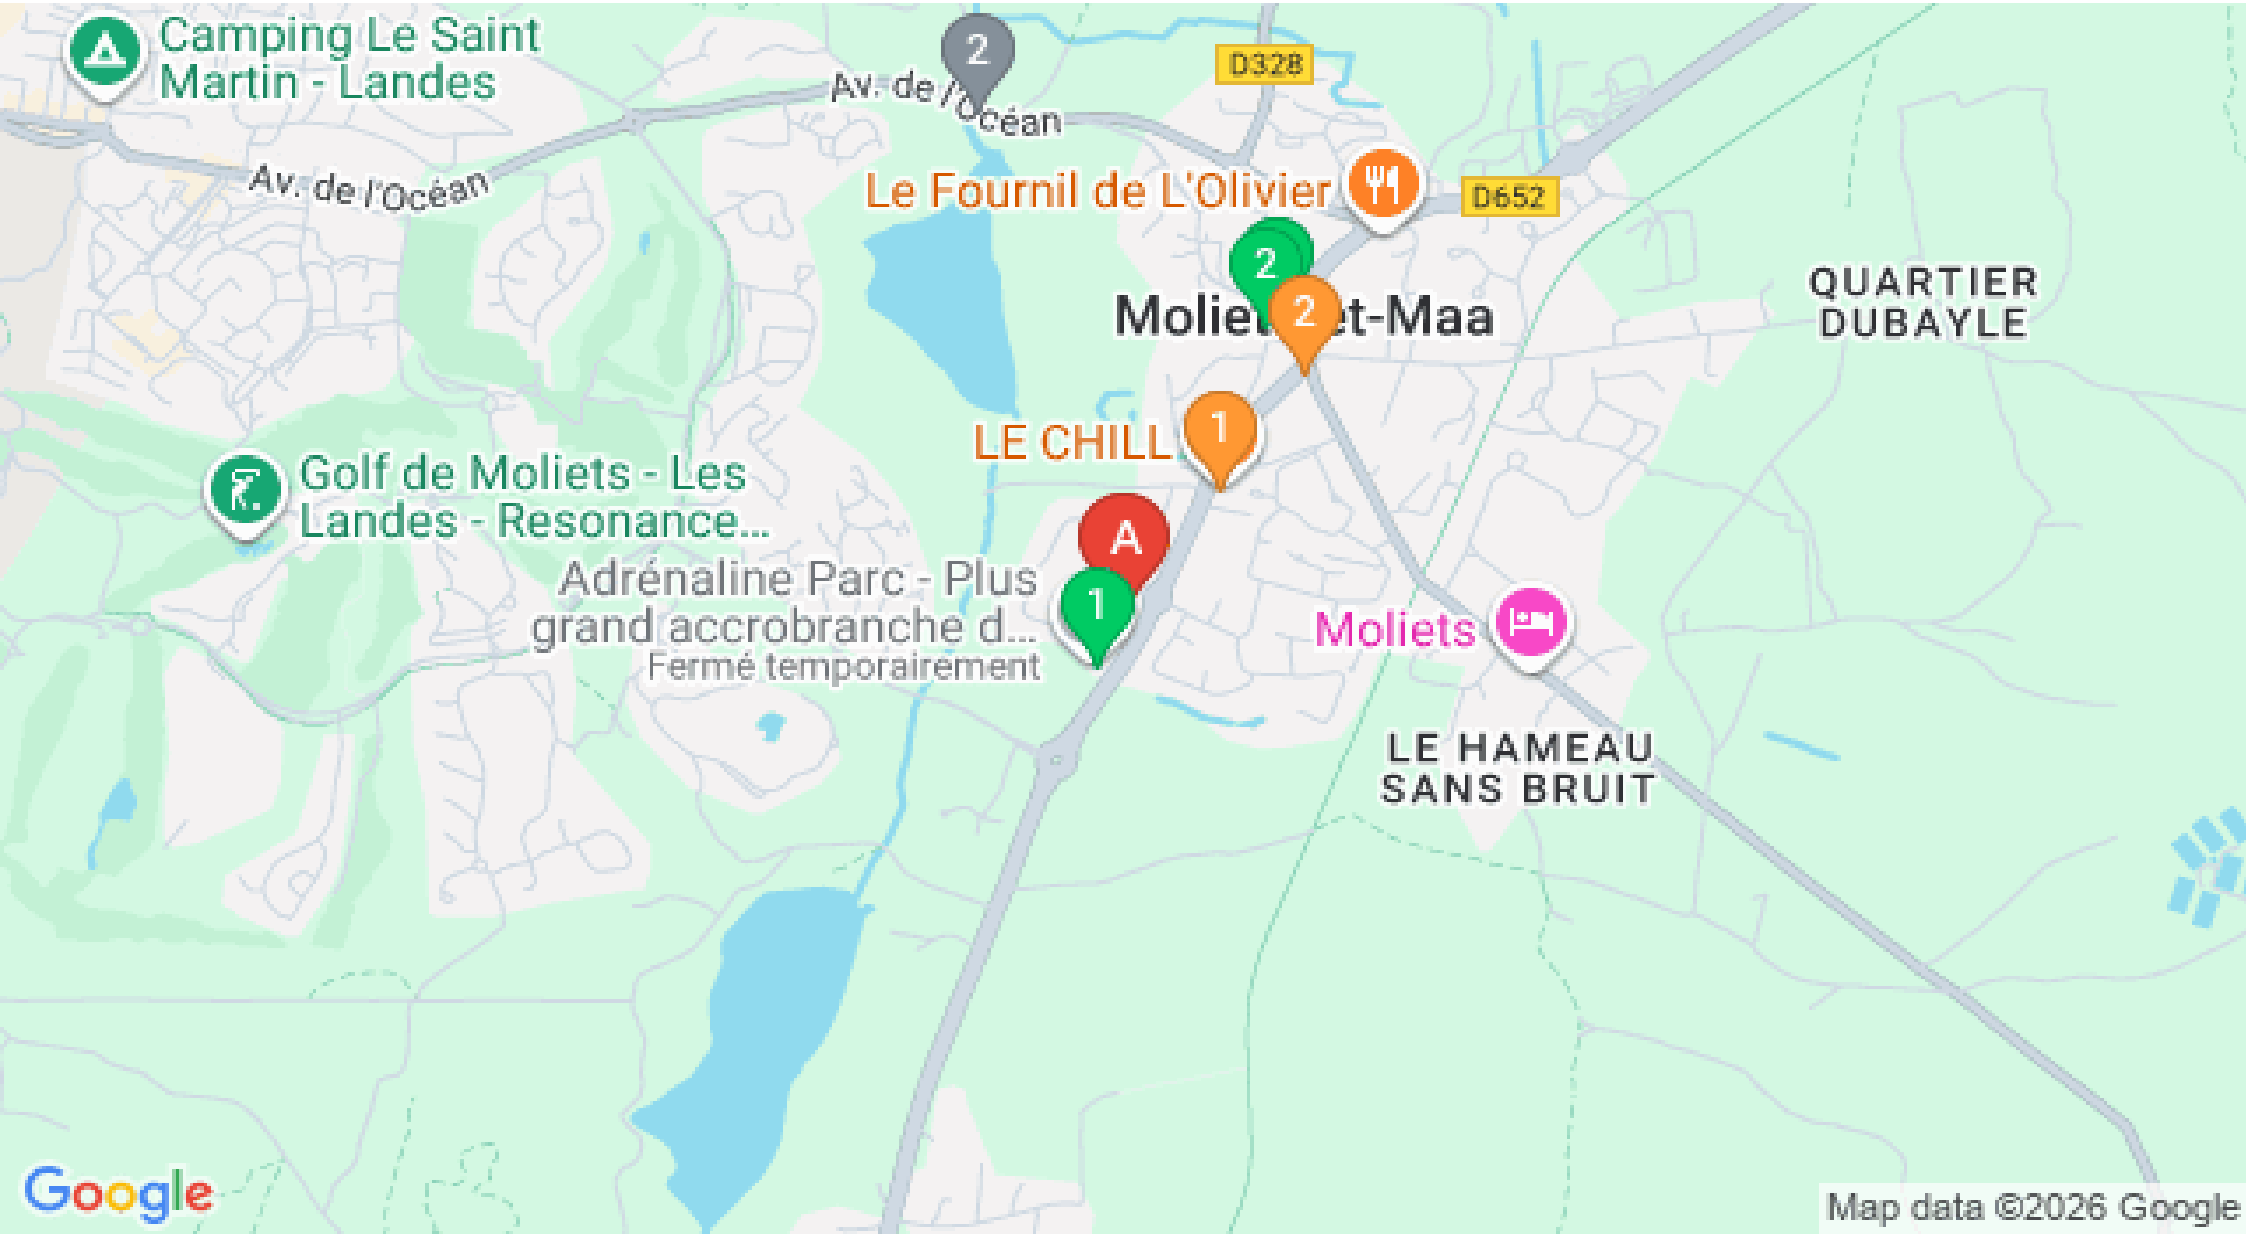 Camping Le Saint
Martin - Landes
2
D328
Av. de l'Océan
Av. de l'Océan
Le Fournil de L'Olivier
D652
2
2
QUARTIER
DUBAYLE
1
LE CHILL
Golf de Moliets - Les
Landes - Resonance...
A
Adrénaline Parc - Plus
grand accrobranche d...
Fermé temporairement
1
Moliets
LE HAMEAU
SANS BRUIT
Google
Map data ©2026 Google